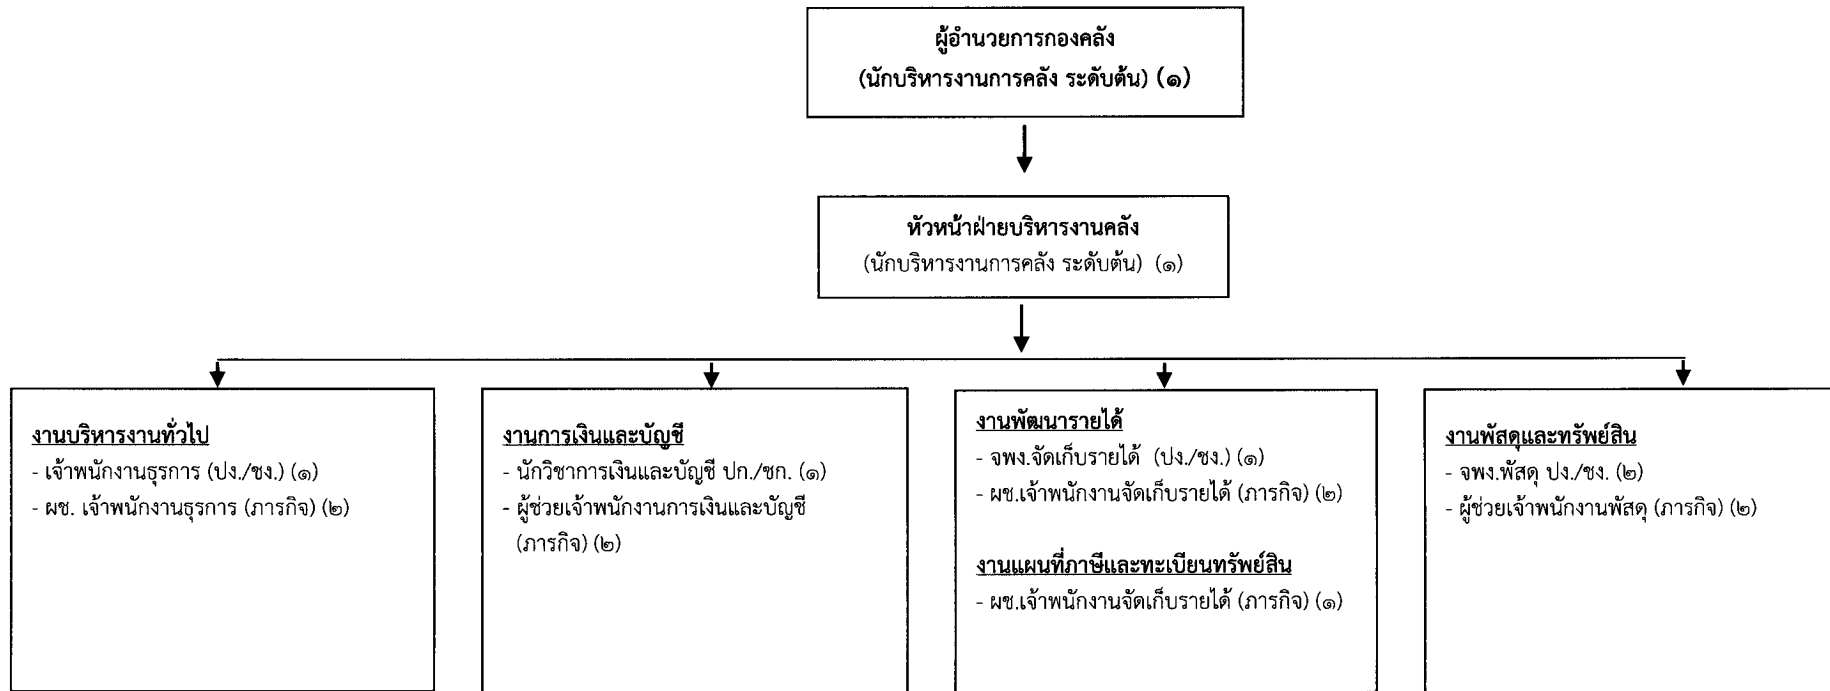 ผู้อำนวยการกองคลัง
(นักบริหารงานการคลัง ระดับต้น) (๑)
หัวหน้าฝ่ายบริหารงานคลัง
(นักบริหารงานการคลัง ระดับต้น) (๑)
งานบริหารงานทั่วไป
- เจ้าพนักงานธุรการ (ปง./ชง.) (๑)
- ผช. เจ้าพนักงานธุรการ (ภารกิจ) (๒)
งานการเงินและบัญชี
- นักวิชาการเงินและบัญชี ปก./ชก. (๑)
- ผู้ช่วยเจ้าพนักงานการเงินและบัญชี
(ภารกิจ) (๒)
งานพัฒนารายได้
- จพง.จัดเก็บรายได้ (ปง./ชง.) (๑)
- ผช.เจ้าพนักงานจัดเก็บรายได้ (ภารกิจ) (๒)
งานแผนที่ภาษีและทะเบียนทรัพย์สิน
- ผช.เจ้าพนักงานจัดเก็บรายได้ (ภารกิจ) (๑)
งานพัสดุและทรัพย์สิน
- จพง.พัสดุ ปง./ชง. (๒)
- ผู้ช่วยเจ้าพนักงานพัสดุ (ภารกิจ) (๒)